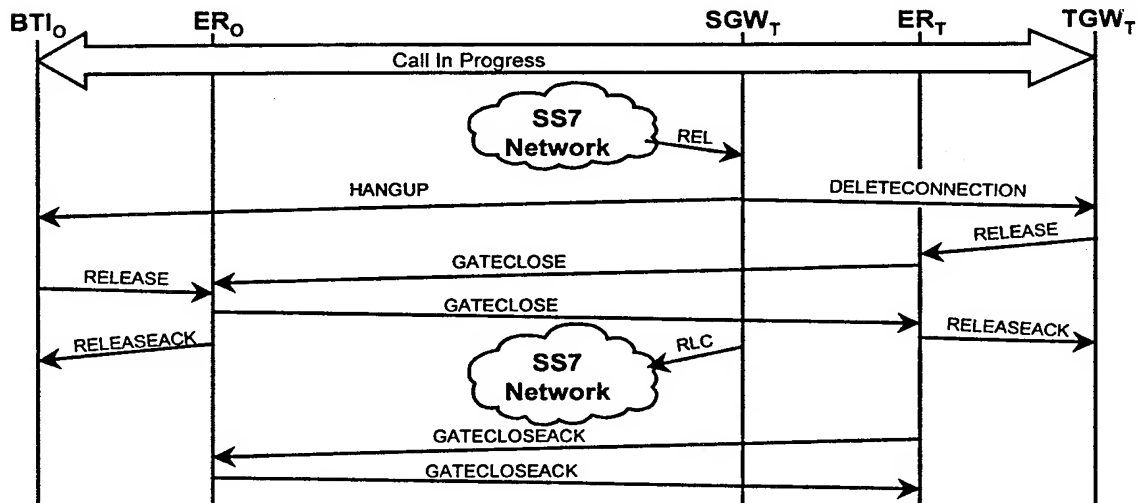 BTI_O ER_O SGW_T ER_T TGW_T
Call In Progress
SS7
Network
REL
HANGUP DELETECONNECTION
RELEASE
GATECLOSE
RELEASE
GATECLOSE
RELEASEACK
RELEASEACK
RLC
SS7
Network
GATECLOSEACK
GATECLOSEACK